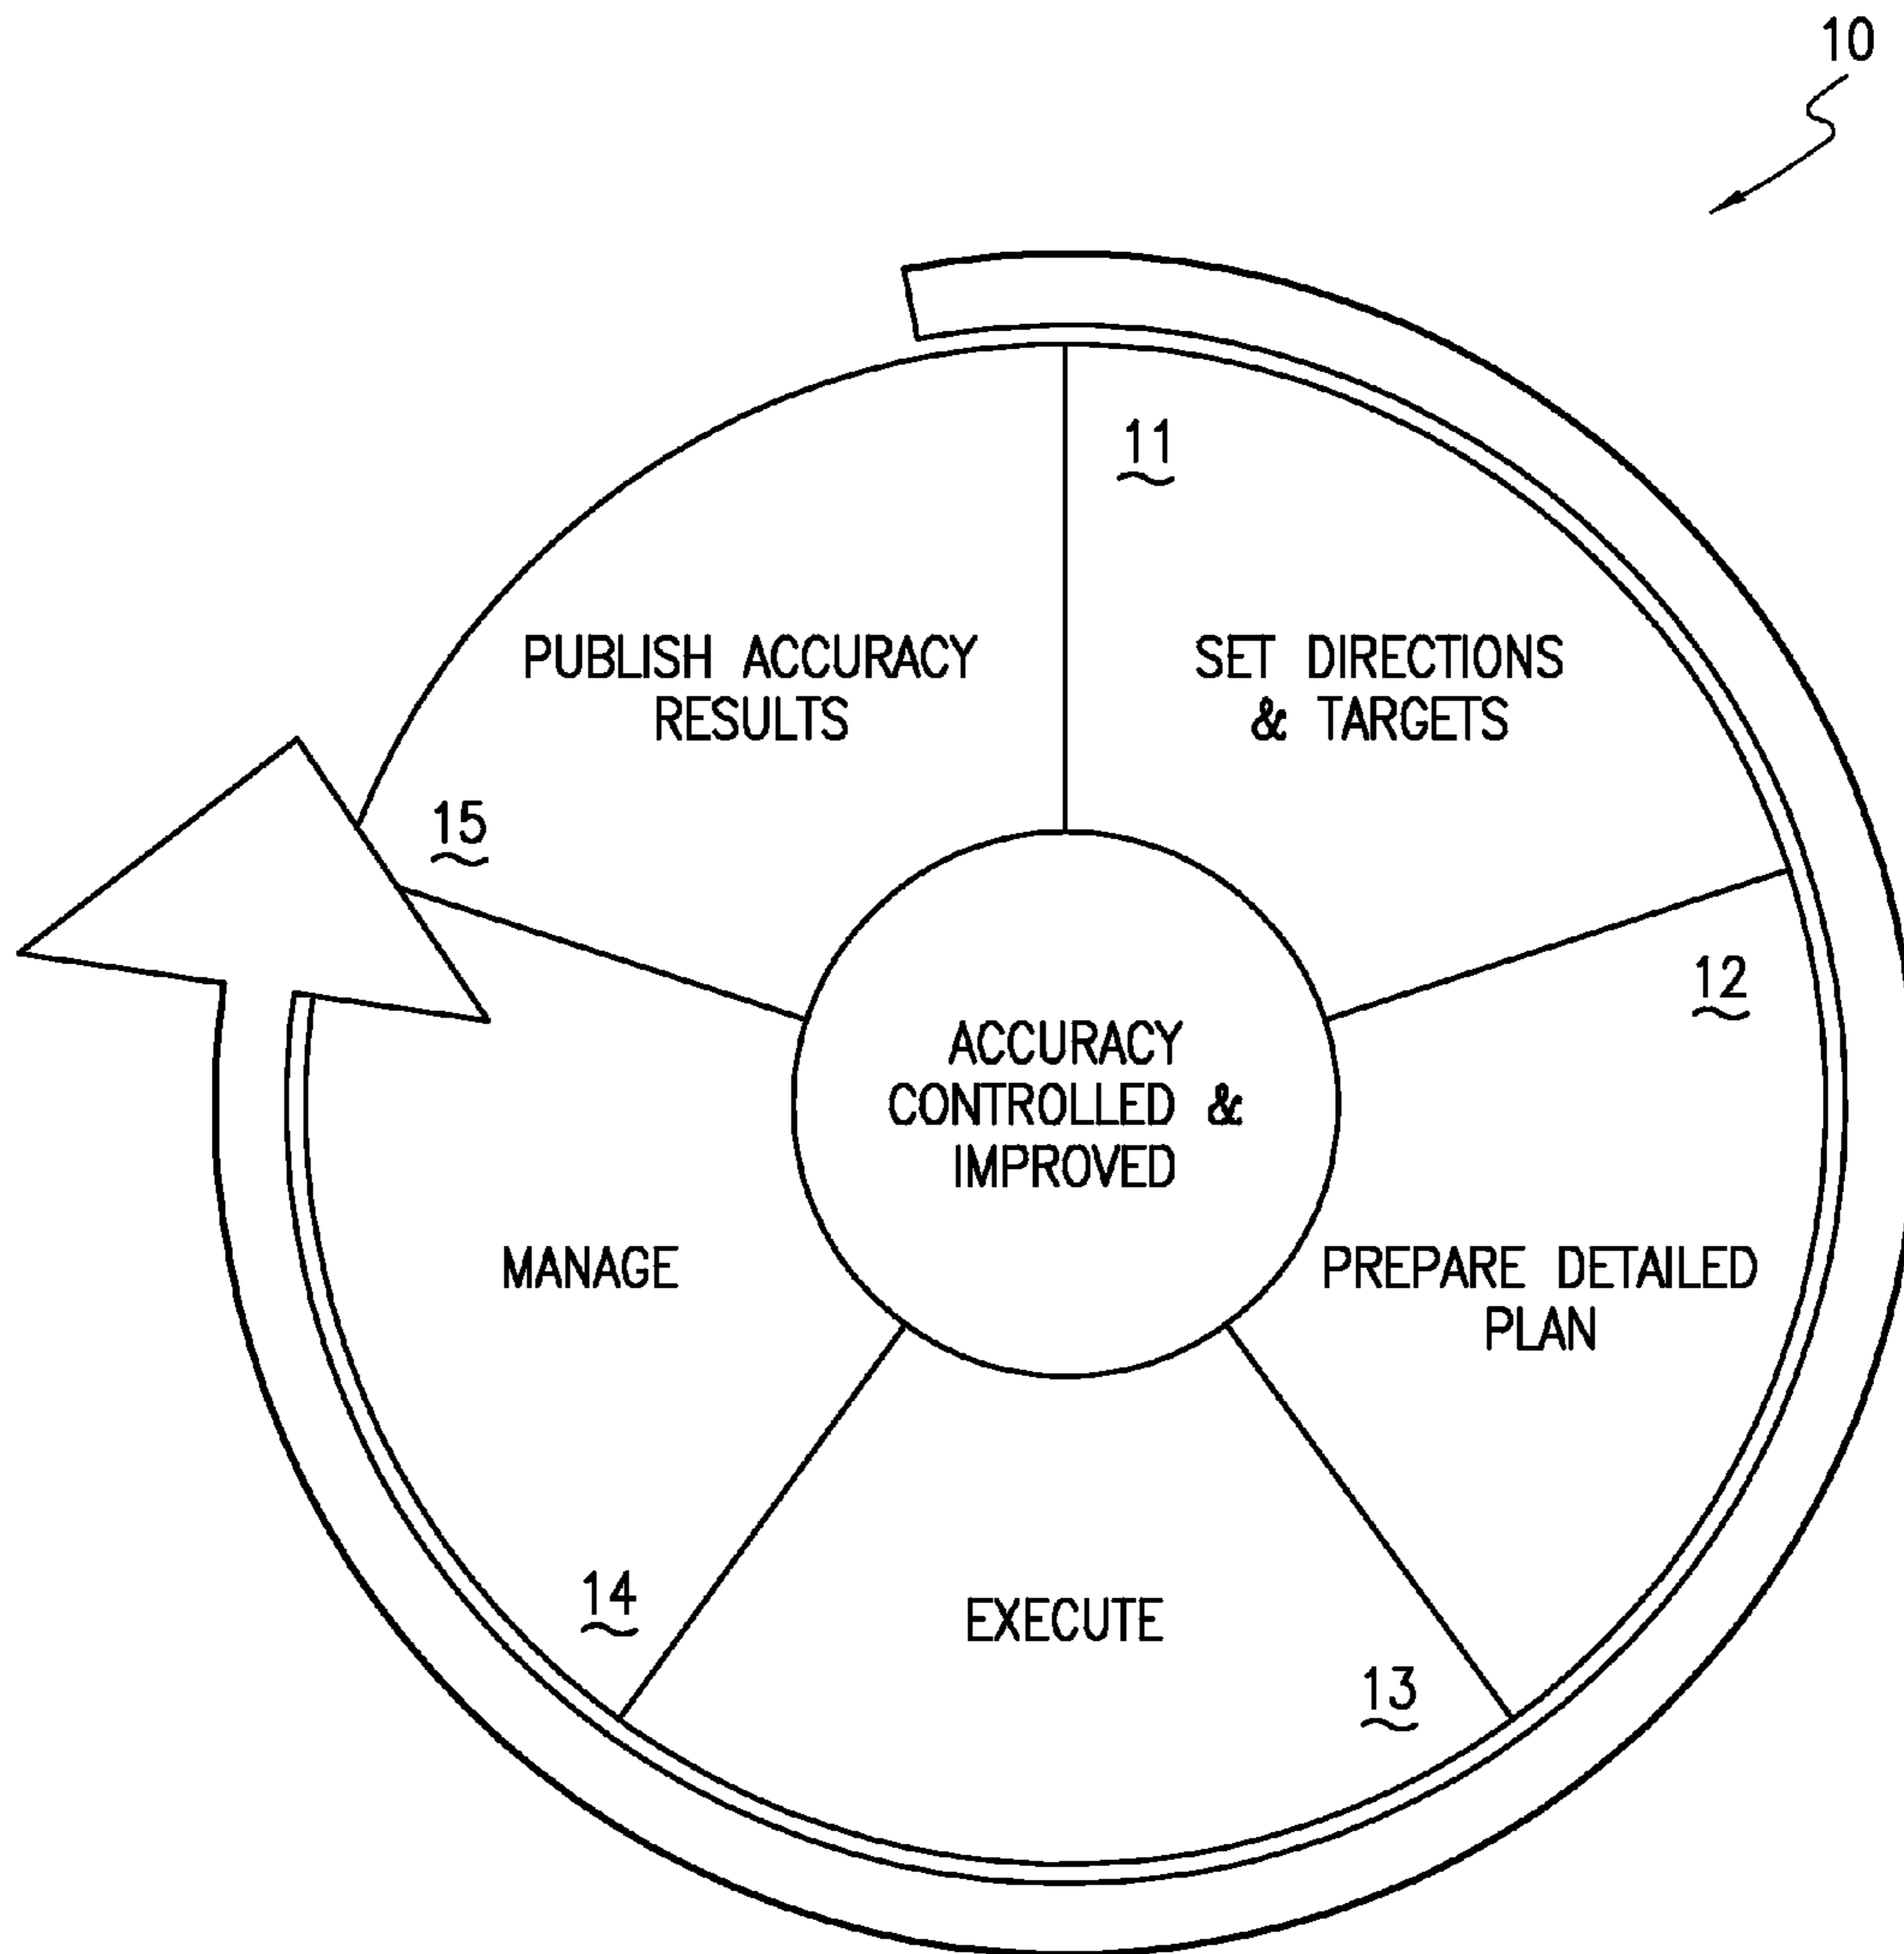 10
11
SET DIRECTIONS
& TARGETS
12
PREPARE DETAILED
PLAN
13
EXECUTE
14
MANAGE
15
PUBLISH ACCURACY
RESULTS
ACCURACY
CONTROLLED &
IMPROVED